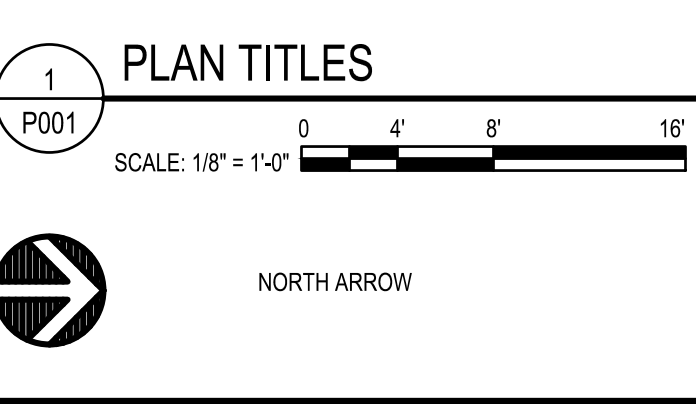 PLAN TITLES
1
P001
0 4' 8' 16'
SCALE: 1/8" = 1'-0"
NORTH ARROW